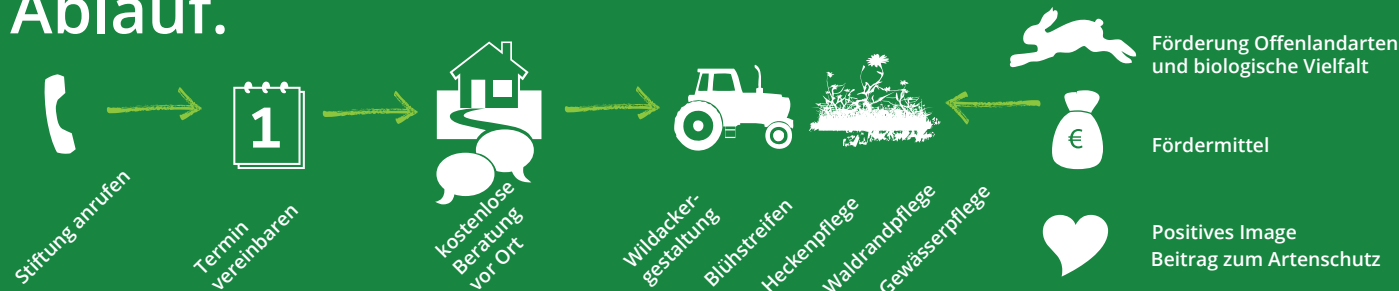 Ablauf.
1
Stiftung anrufen
Termin
vereinbaren
kostenlose
Beratung
vor Ort
Wildacker-
gestaltung
Blühstreifen
Heckenpflege
Waldrandpflege
Gewässerpflege
Förderung Offenlandarten
und biologische Vielfalt
€
Fördermittel
Positives Image
Beitrag zum Artenschutz